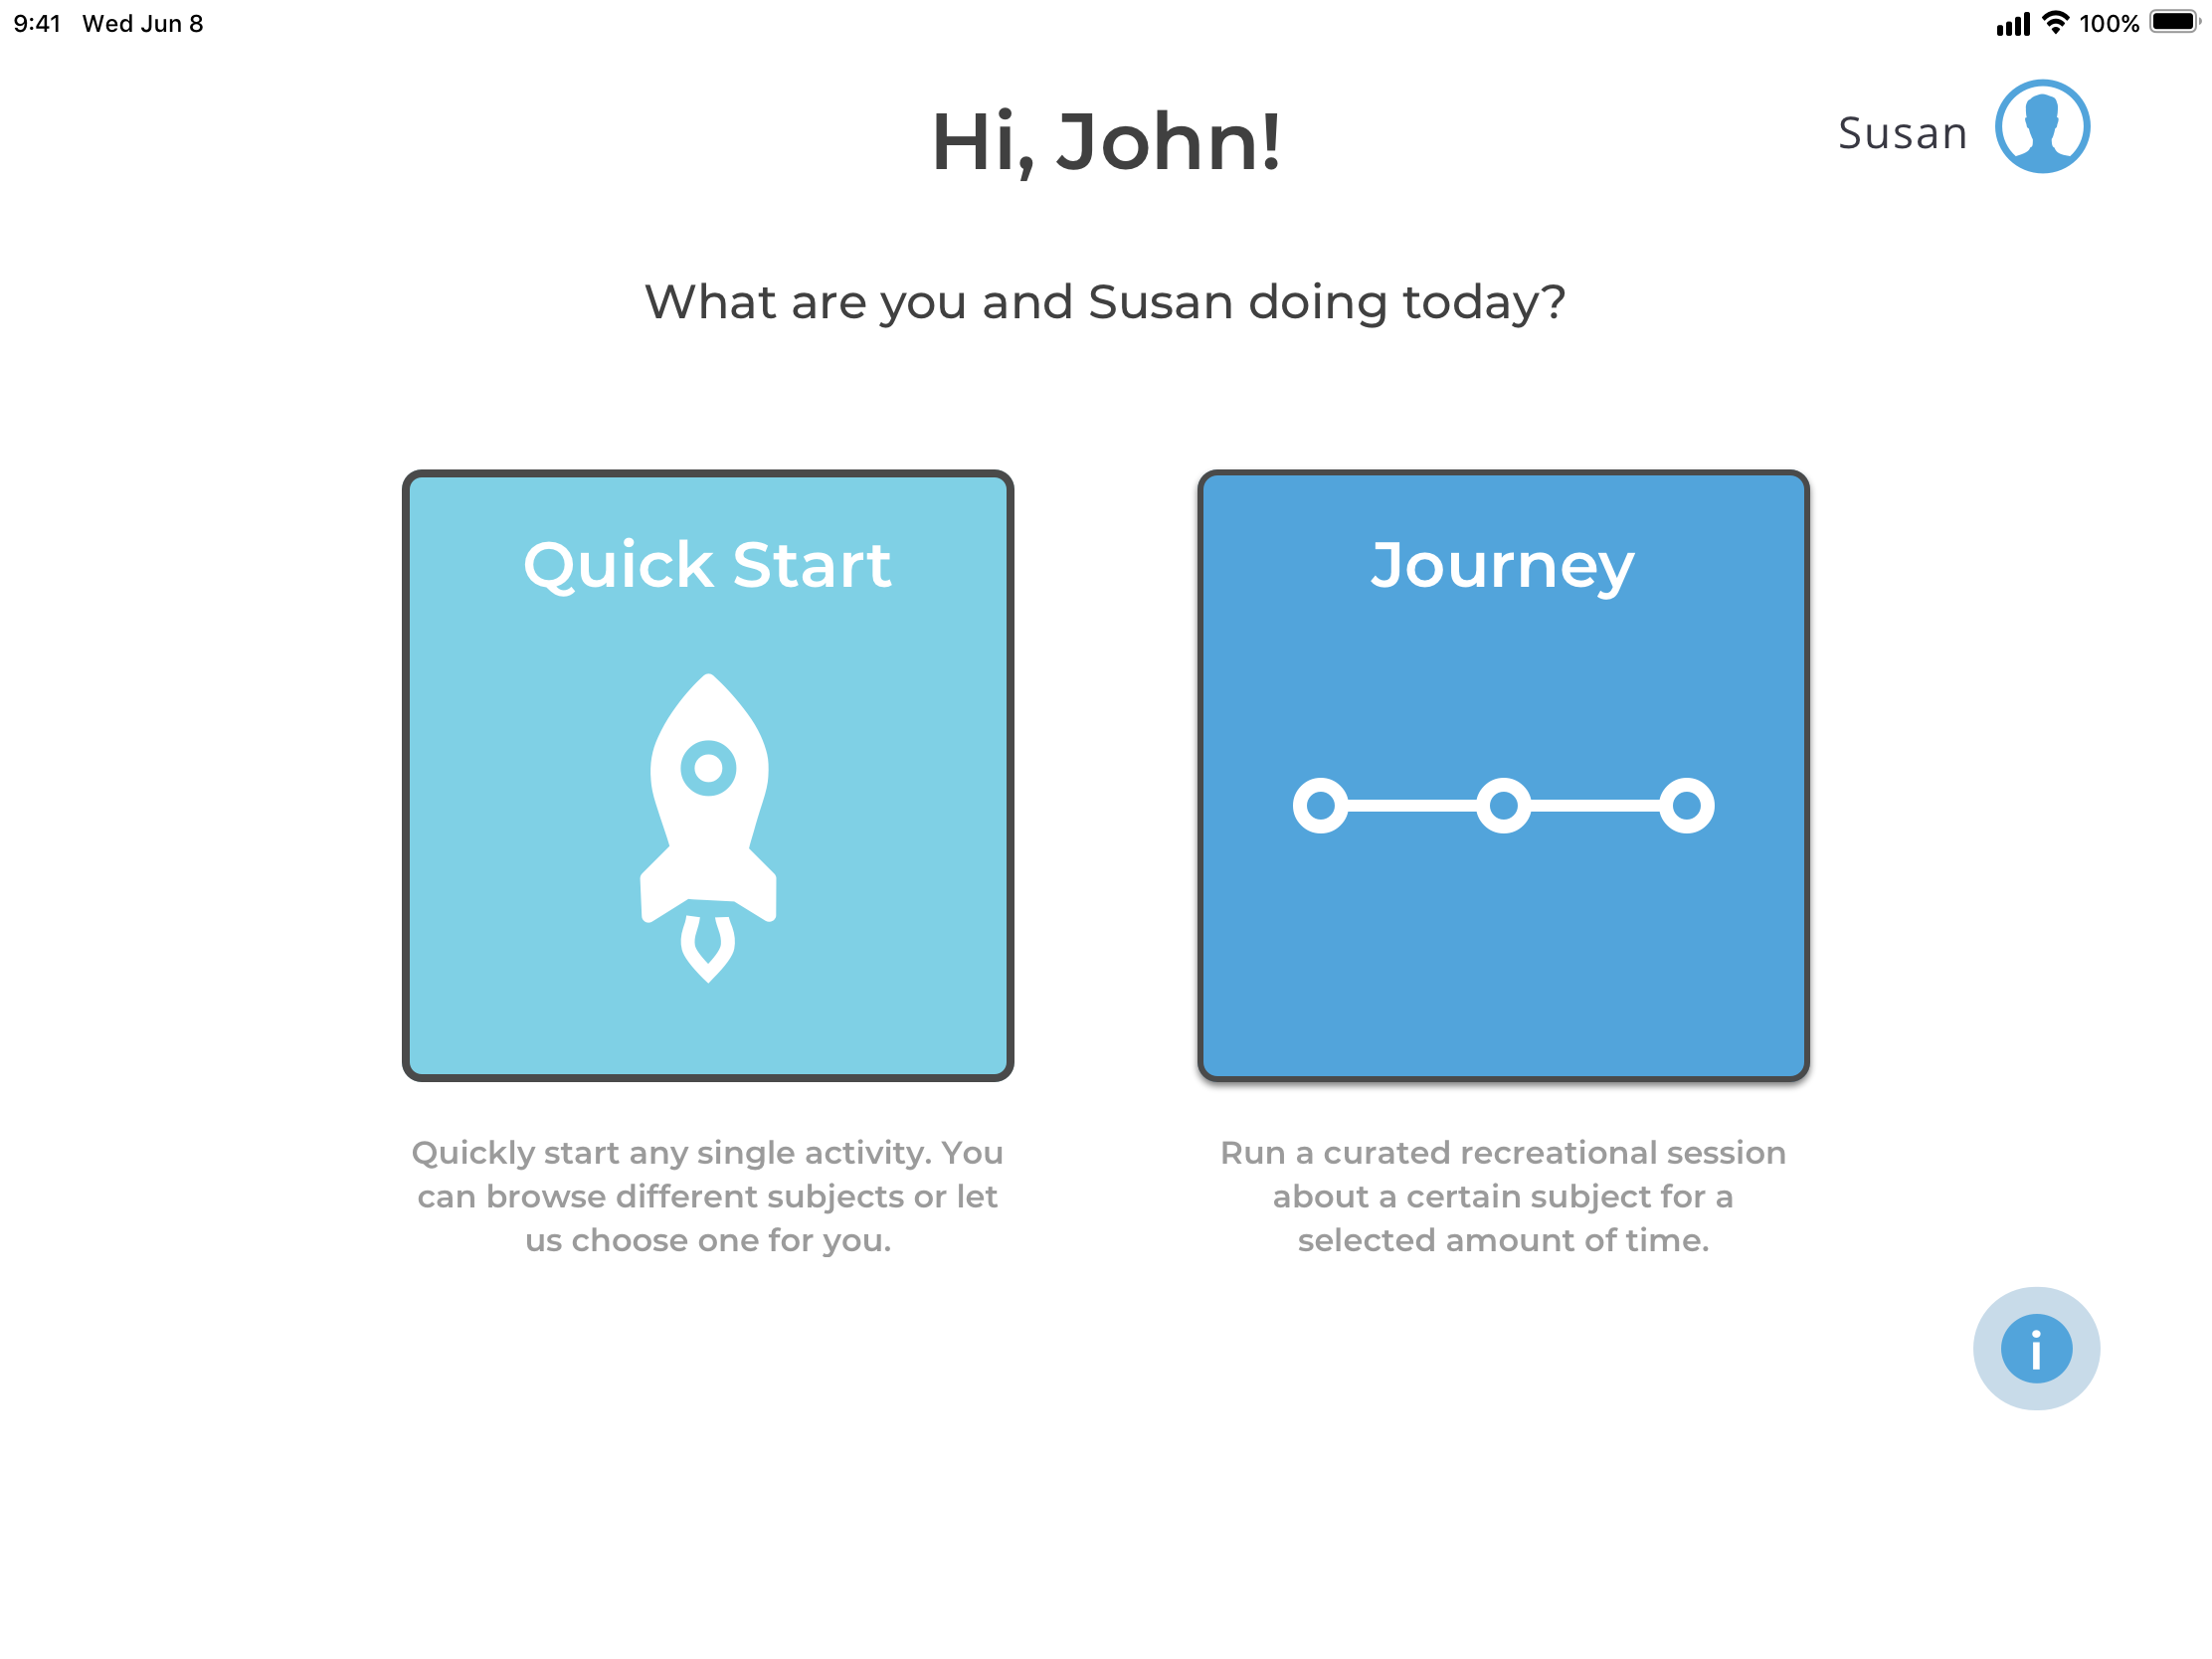 9:41 Wed Jun 8 100%
Hi, John!
Susan
What are you and Susan doing today?
Quick Start
Journey
Quickly start any single activity. You
can browse different subjects or let
us choose one for you.
Run a curated recreational session
about a certain subject for a
selected amount of time.
i